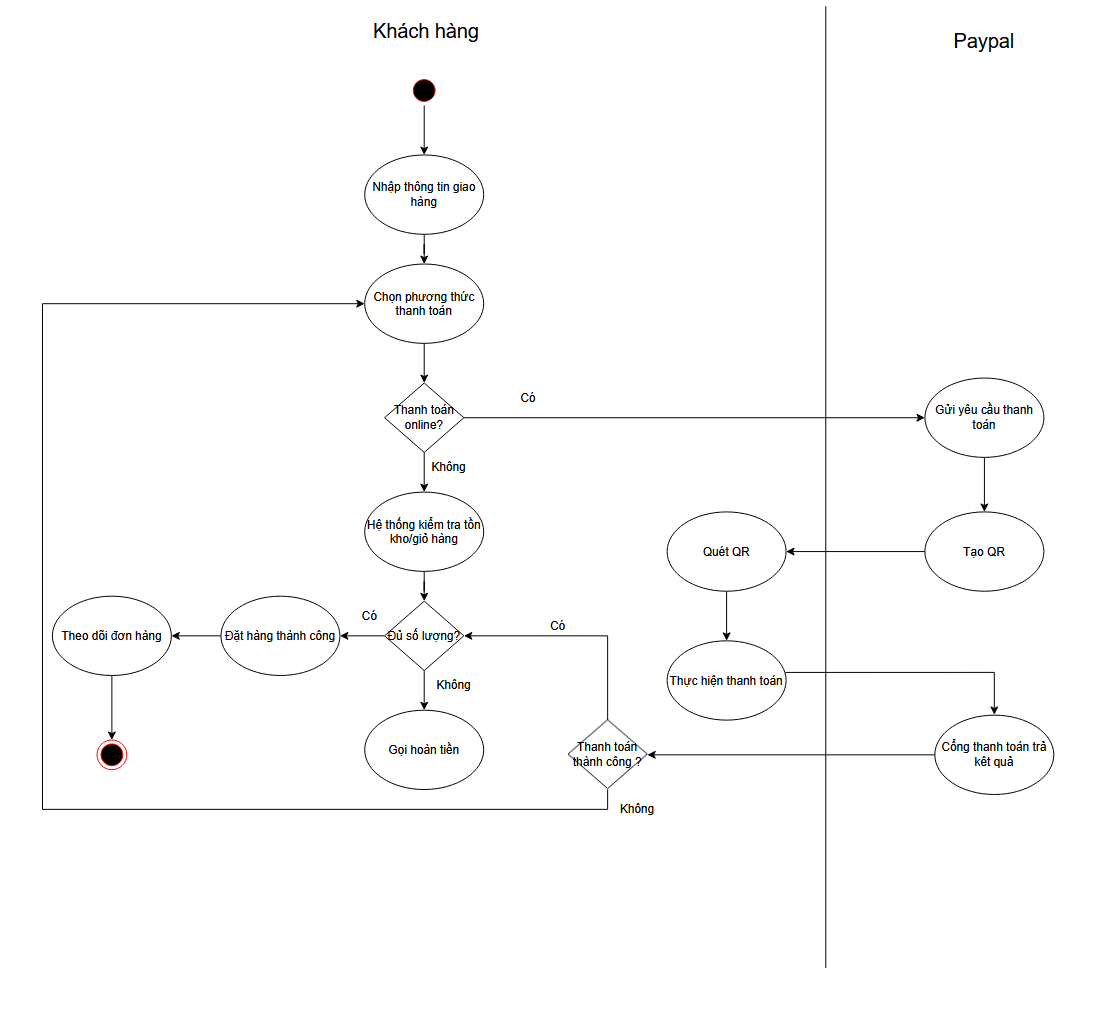 Khách hàng
Paypal
Nhập thông tin giao
hàng
Chọn phương thức
thanh toán
Có
Thanh toán
online?
Gửi yêu cầu thanh
toán
Không
Hệ thống kiểm tra tồn
kho/giỏ hàng
Quét QR
Tạo QR
Có
Có
Theo dõi đơn hàng
Đặt hàng thành công
Đủ số lượng?
Không
Thực hiện thanh toán
Gọi hoàn tiền
Thanh toán
thành công ?
Cổng thanh toán trả
kết quả
Không